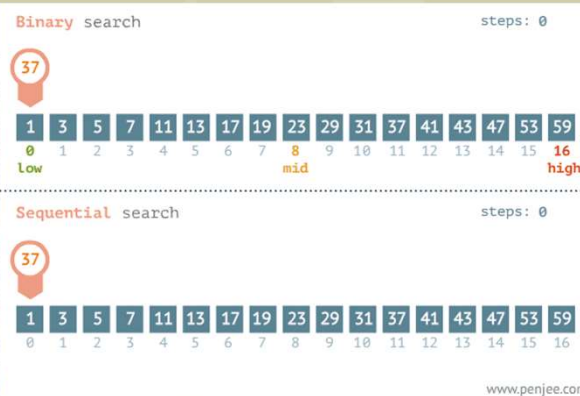 Binary search steps: 0
37
1 3 5 7 11 13 17 19 23 29 31 37 41 43 47 53 59
0 1 2 3 4 5 6 7 8 9 10 11 12 13 14 15 16
low mid high
Sequential search steps: 0
37
1 3 5 7 11 13 17 19 23 29 31 37 41 43 47 53 59
0 1 2 3 4 5 6 7 8 9 10 11 12 13 14 15 16
www.penjee.com